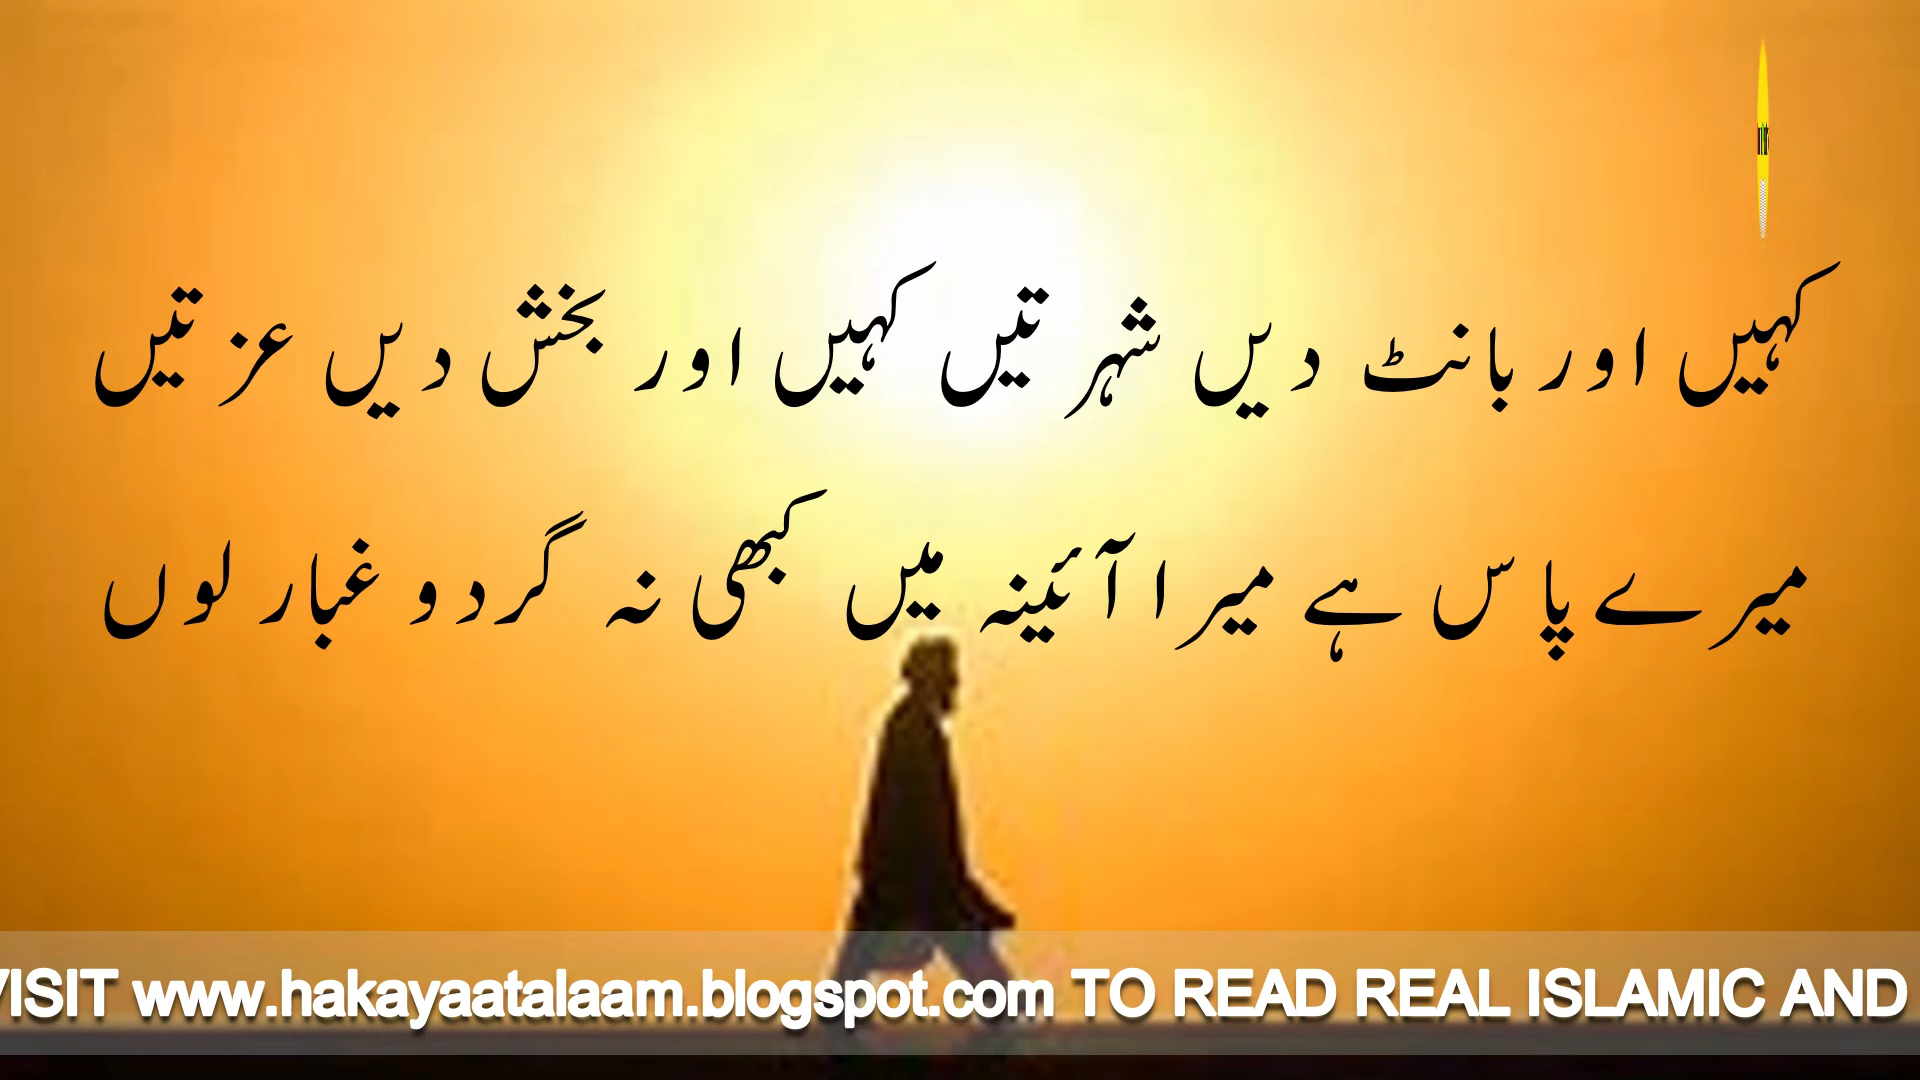 کہیں اور بانٹ دیں شہرتیں کہیں اور بخش دیں عزتیں
میرے پاس ہے میرا آئینہ میں کبھی نہ گرد و غبار لوں
VISIT www.hakayaatalaam.blogspot.com TO READ REAL ISLAMIC AND